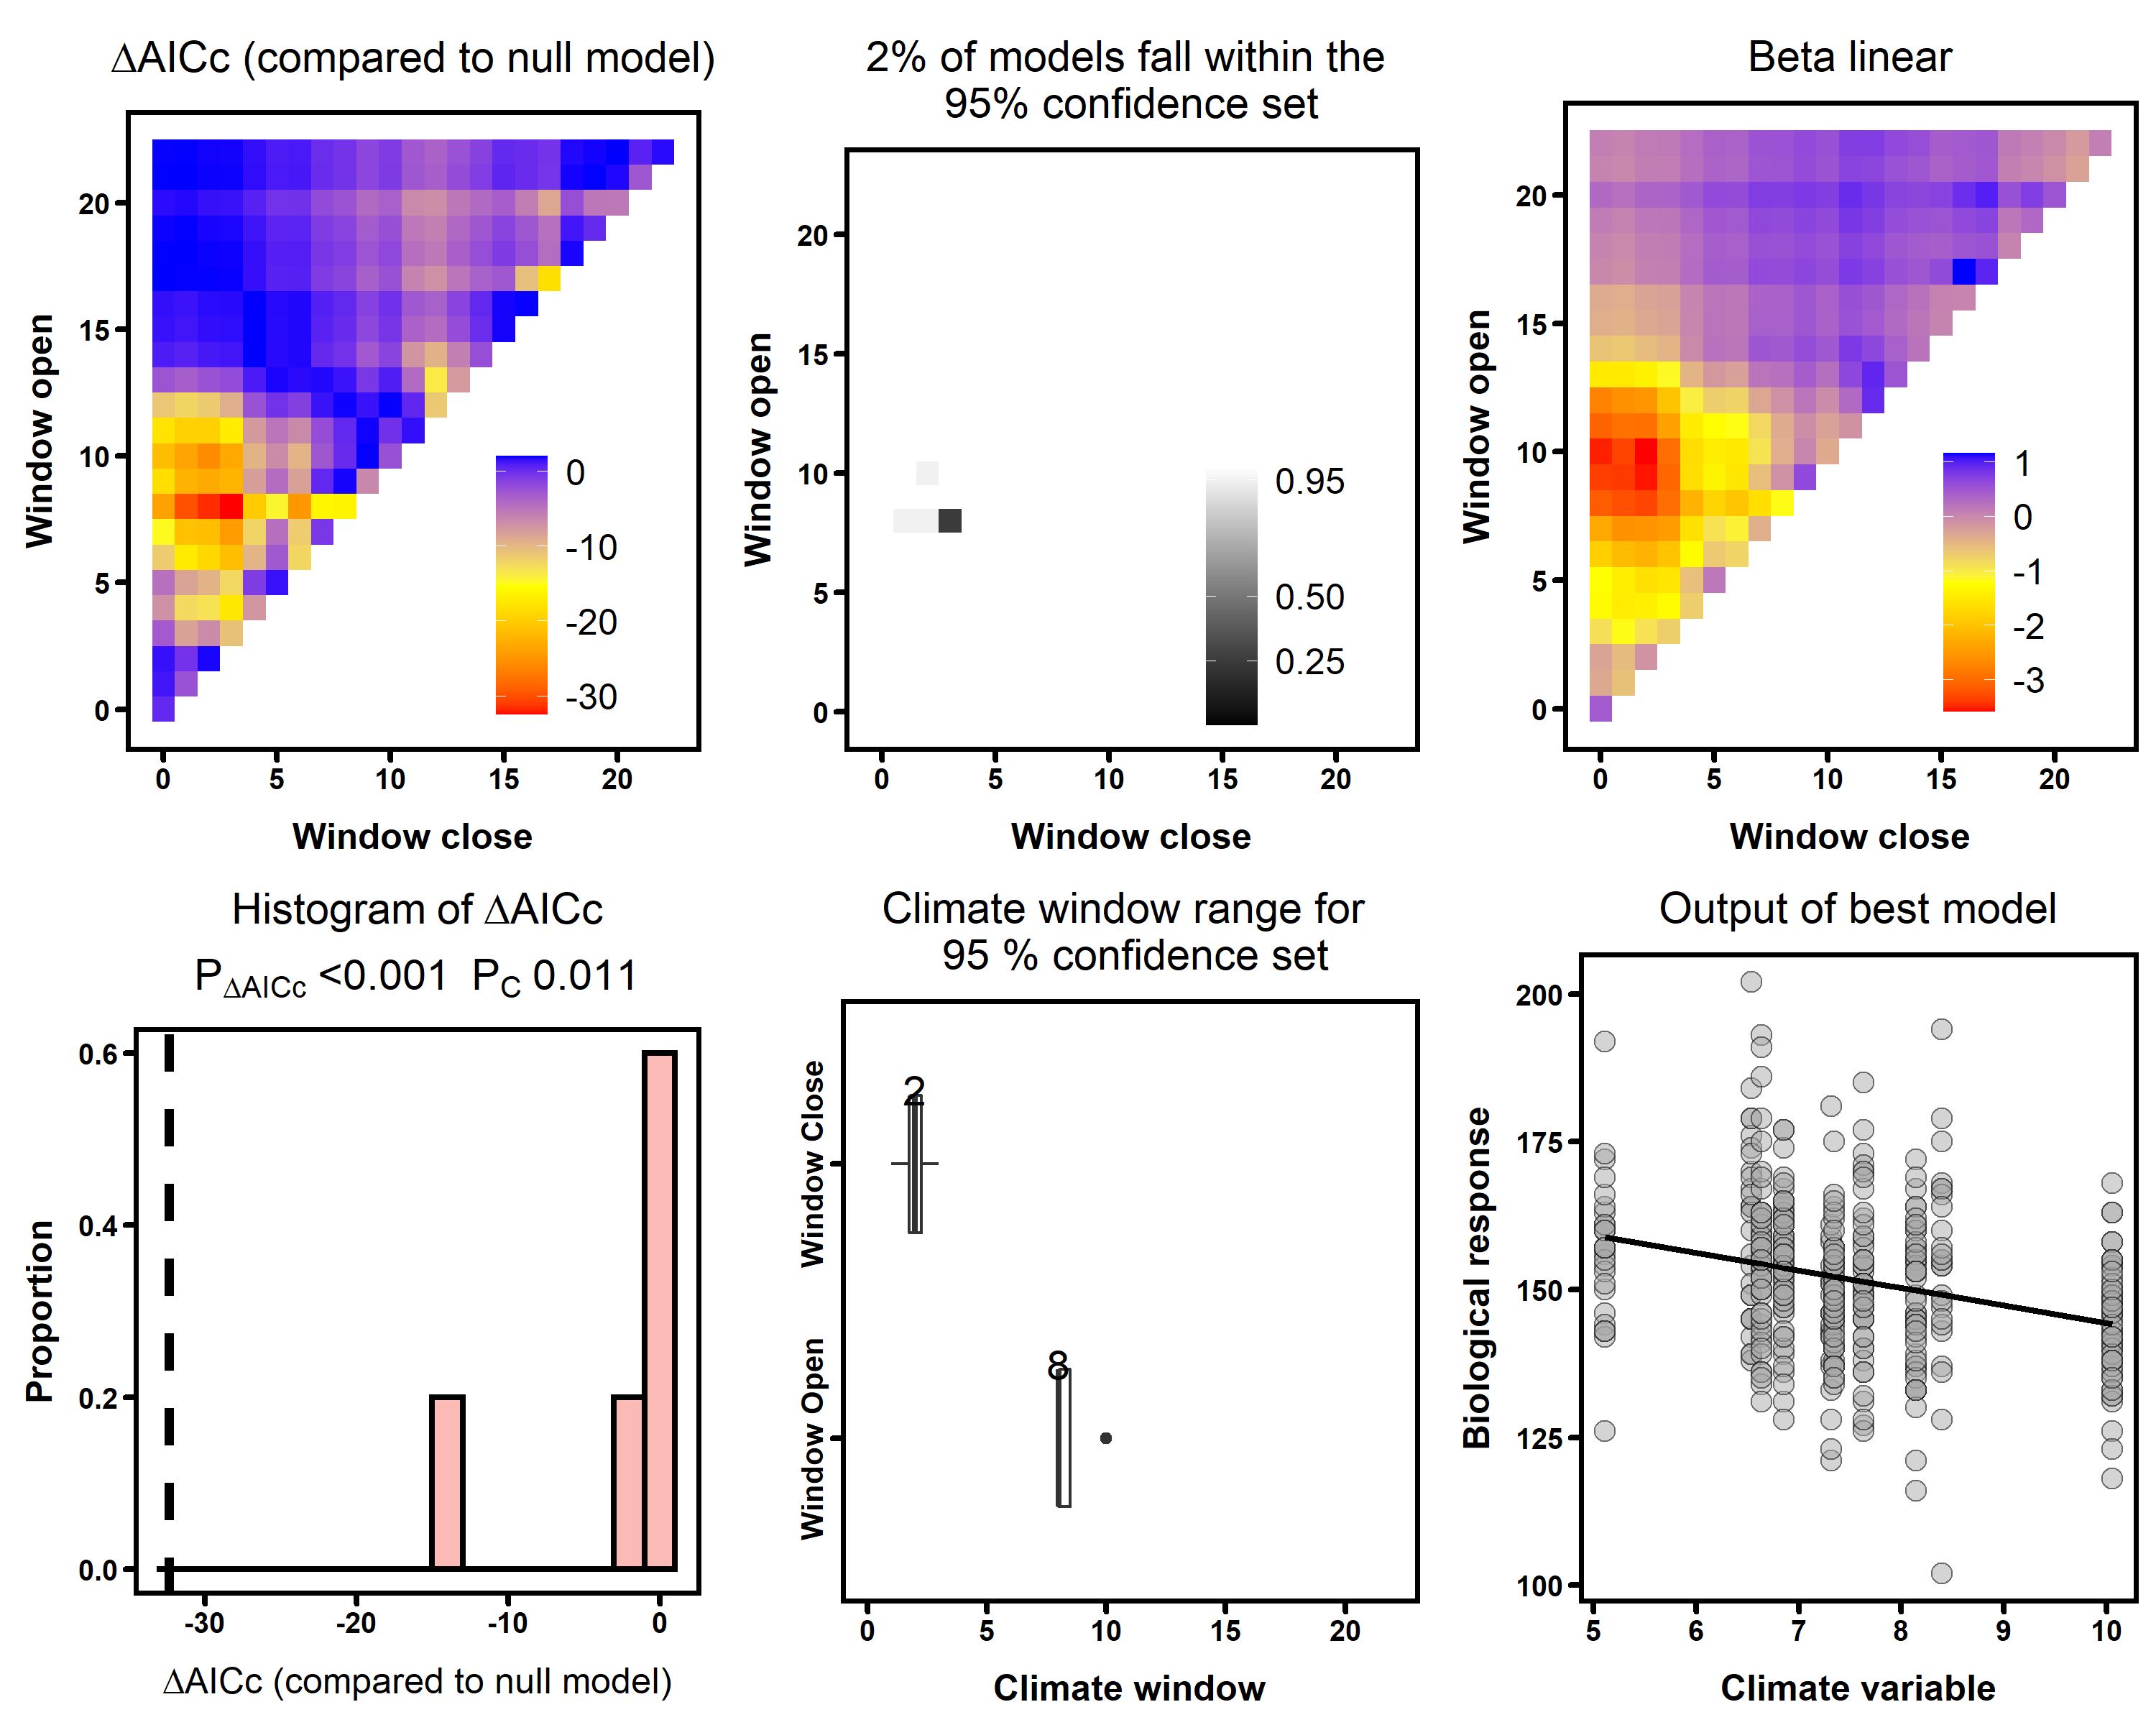 ΔAICc (compared to null model)
20
15
10
5
0
Window open
0
-10
-20
-30
0 5 10 15 20
Window close
2% of models fall within the
95% confidence set
20
15
10
5
0
Window open
0.95
0.50
0.25
0 5 10 15 20
Window close
Beta linear
20
15
10
5
0
Window open
1
0
-1
-2
-3
0 5 10 15 20
Window close
Histogram of ΔAICc
PΔAICc <0.001 PC 0.011
0.6
0.4
0.2
0.0
Proportion
-30 -20 -10 0
ΔAICc (compared to null model)
Climate window range for
95 % confidence set
Window Close
2
Window Open
8
0 5 10 15 20
Climate window
Output of best model
200
175
150
125
100
Biological response
5 6 7 8 9 10
Climate variable